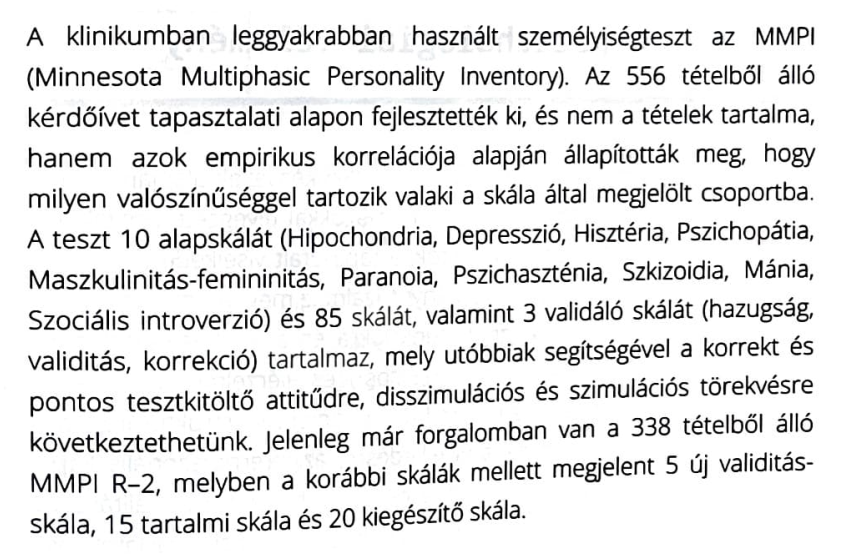 A klinikumban leggyakrabban használt személyiségteszt az MMPI
(Minnesota Multiphasic Personality Inventory). Az 556 tételből álló
kérdőívet tapasztalati alapon fejlesztették ki, és nem a tételek tartalma,
hanem azok empirikus korrelációja alapján állapították meg, hogy
milyen valószínűséggel tartozik valaki a skála által megjelölt csoportba.
A teszt 10 alapskálát (Hipochondria, Depresszió, Hisztéria, Pszichopátia,
Maszkulinitás-femininitás, Paranoia, Pszichaszténia, Szkizoidia, Mánia,
Szociális introverzió) és 85 skálát, valamint 3 validáló skálát (hazugság,
validitás, korrekció) tartalmaz, mely utóbbiak segítségével a korrekt és
pontos tesztkitöltő attitűdre, disszimulációs és szimulációs törekvésre
következtethetünk. Jelenleg már forgalomban van a 338 tételből álló
MMPI R–2, melyben a korábbi skálák mellett megjelent 5 új validitás-
skála, 15 tartalmi skála és 20 kiegészítő skála.